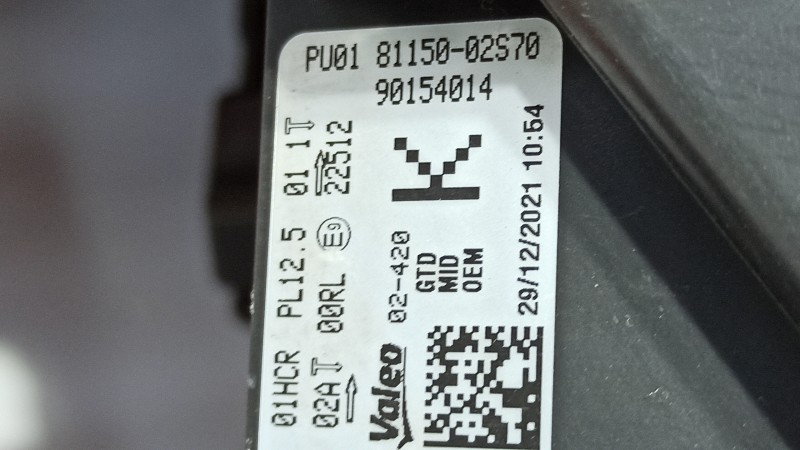 PU01 81150-02S70
90154014
01HCR PL12.5 01 1
02A 00RL E9 22512
Valeo 02-420
GTD
MID
OEM
K
29/12/2021 10:54